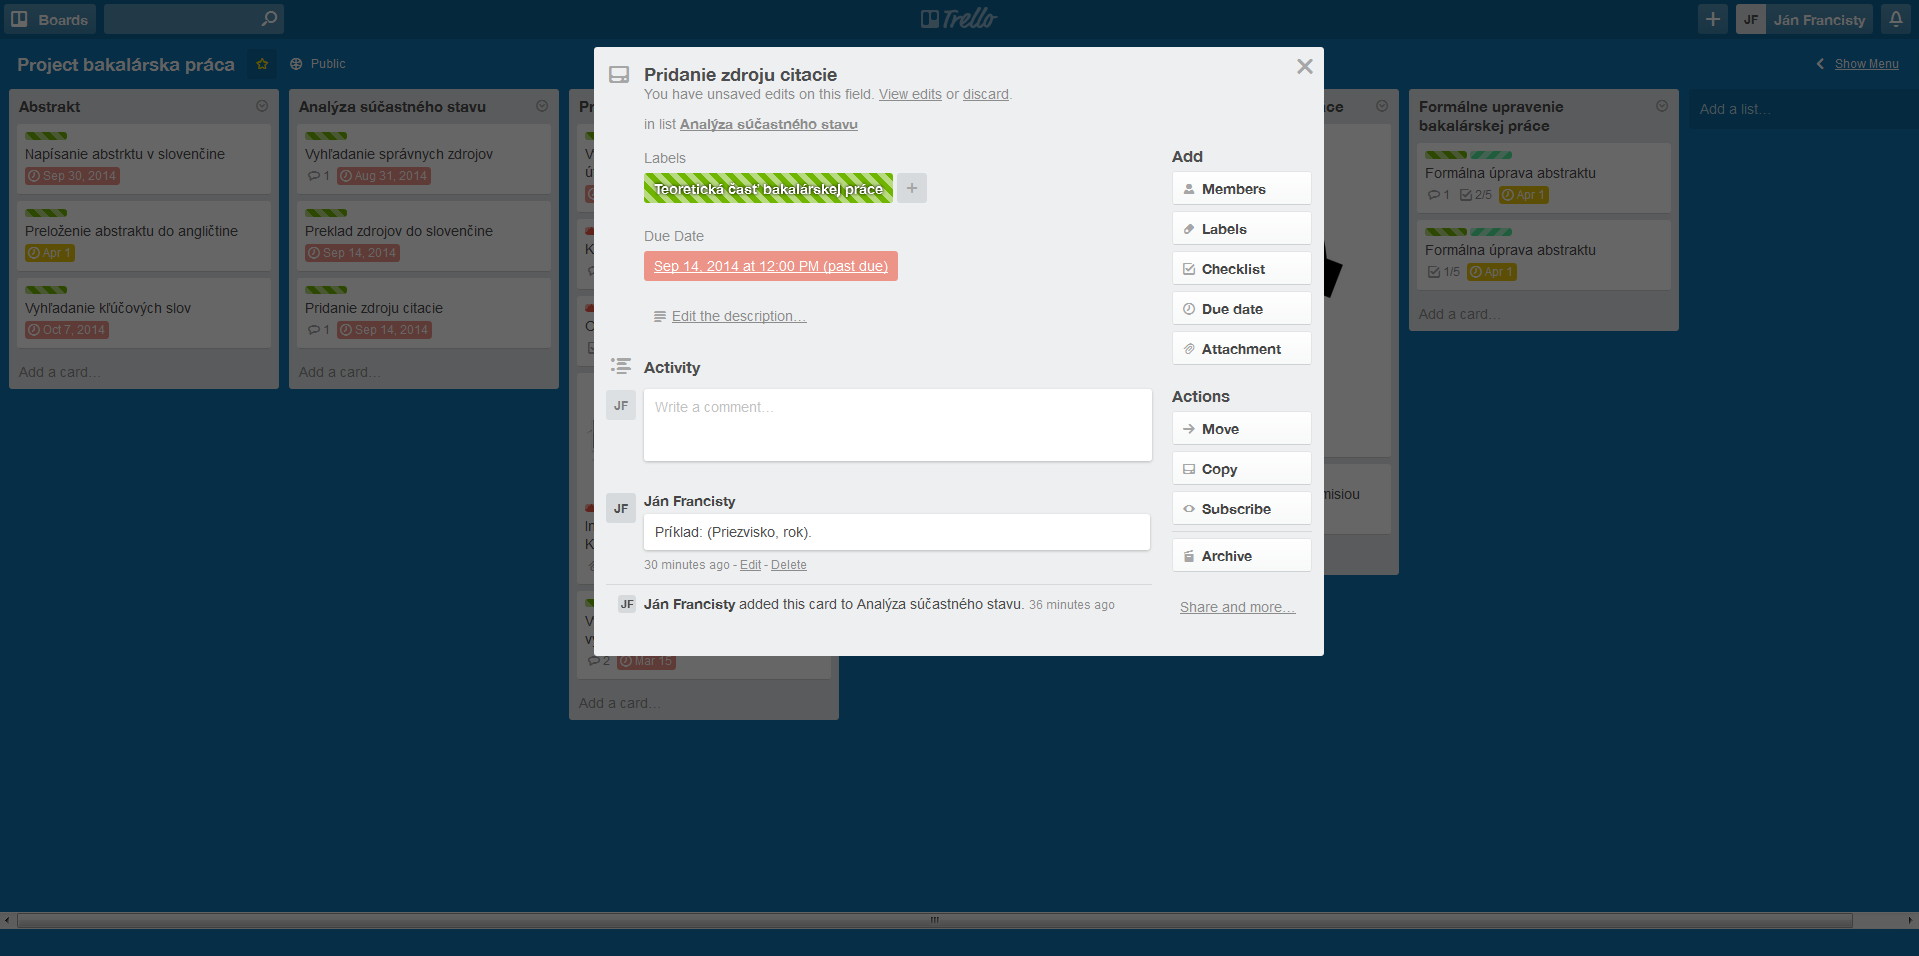 Boards
Trello
JF Ján Francisty
Project bakalárska práca
Public
Show Menu
Abstrakt
Napísanie abstrktu v slovenčine
Sep 30, 2014
Preloženie abstraktu do angličtine
Apr 1
Vyhľadanie kľúčových slov
Oct 7, 2014
Add a card...
Analýza súčastného stavu
Vyhľadanie správnych zdrojov
1 Aug 31, 2014
Preklad zdrojov do slovenčine
Sep 14, 2014
Pridanie zdroju citacie
1 Sep 14, 2014
Add a card...
2 Mar 15
Add a card...
Pridanie zdroju citacie
You have unsaved edits on this field. View edits or discard.
in list Analýza súčastného stavu
Labels
Teoretická časť bakalárskej práce +
Due Date
Sep 14, 2014 at 12:00 PM (past due)
Edit the description...
Activity
JF
Write a comment...
JF
Ján Francisty
Príklad: (Priezvisko, rok).
30 minutes ago - Edit - Delete
JF Ján Francisty added this card to Analýza súčastného stavu. 36 minutes ago
Add
Members
Labels
Checklist
Due date
Attachment
Actions
Move
Copy
Subscribe
Archive
Share and more...
Formálne upravenie
bakalárskej práce
Formálna úprava abstraktu
1 2/5 Apr 1
Formálna úprava abstraktu
1/5 Apr 1
Add a card...
Add a list...